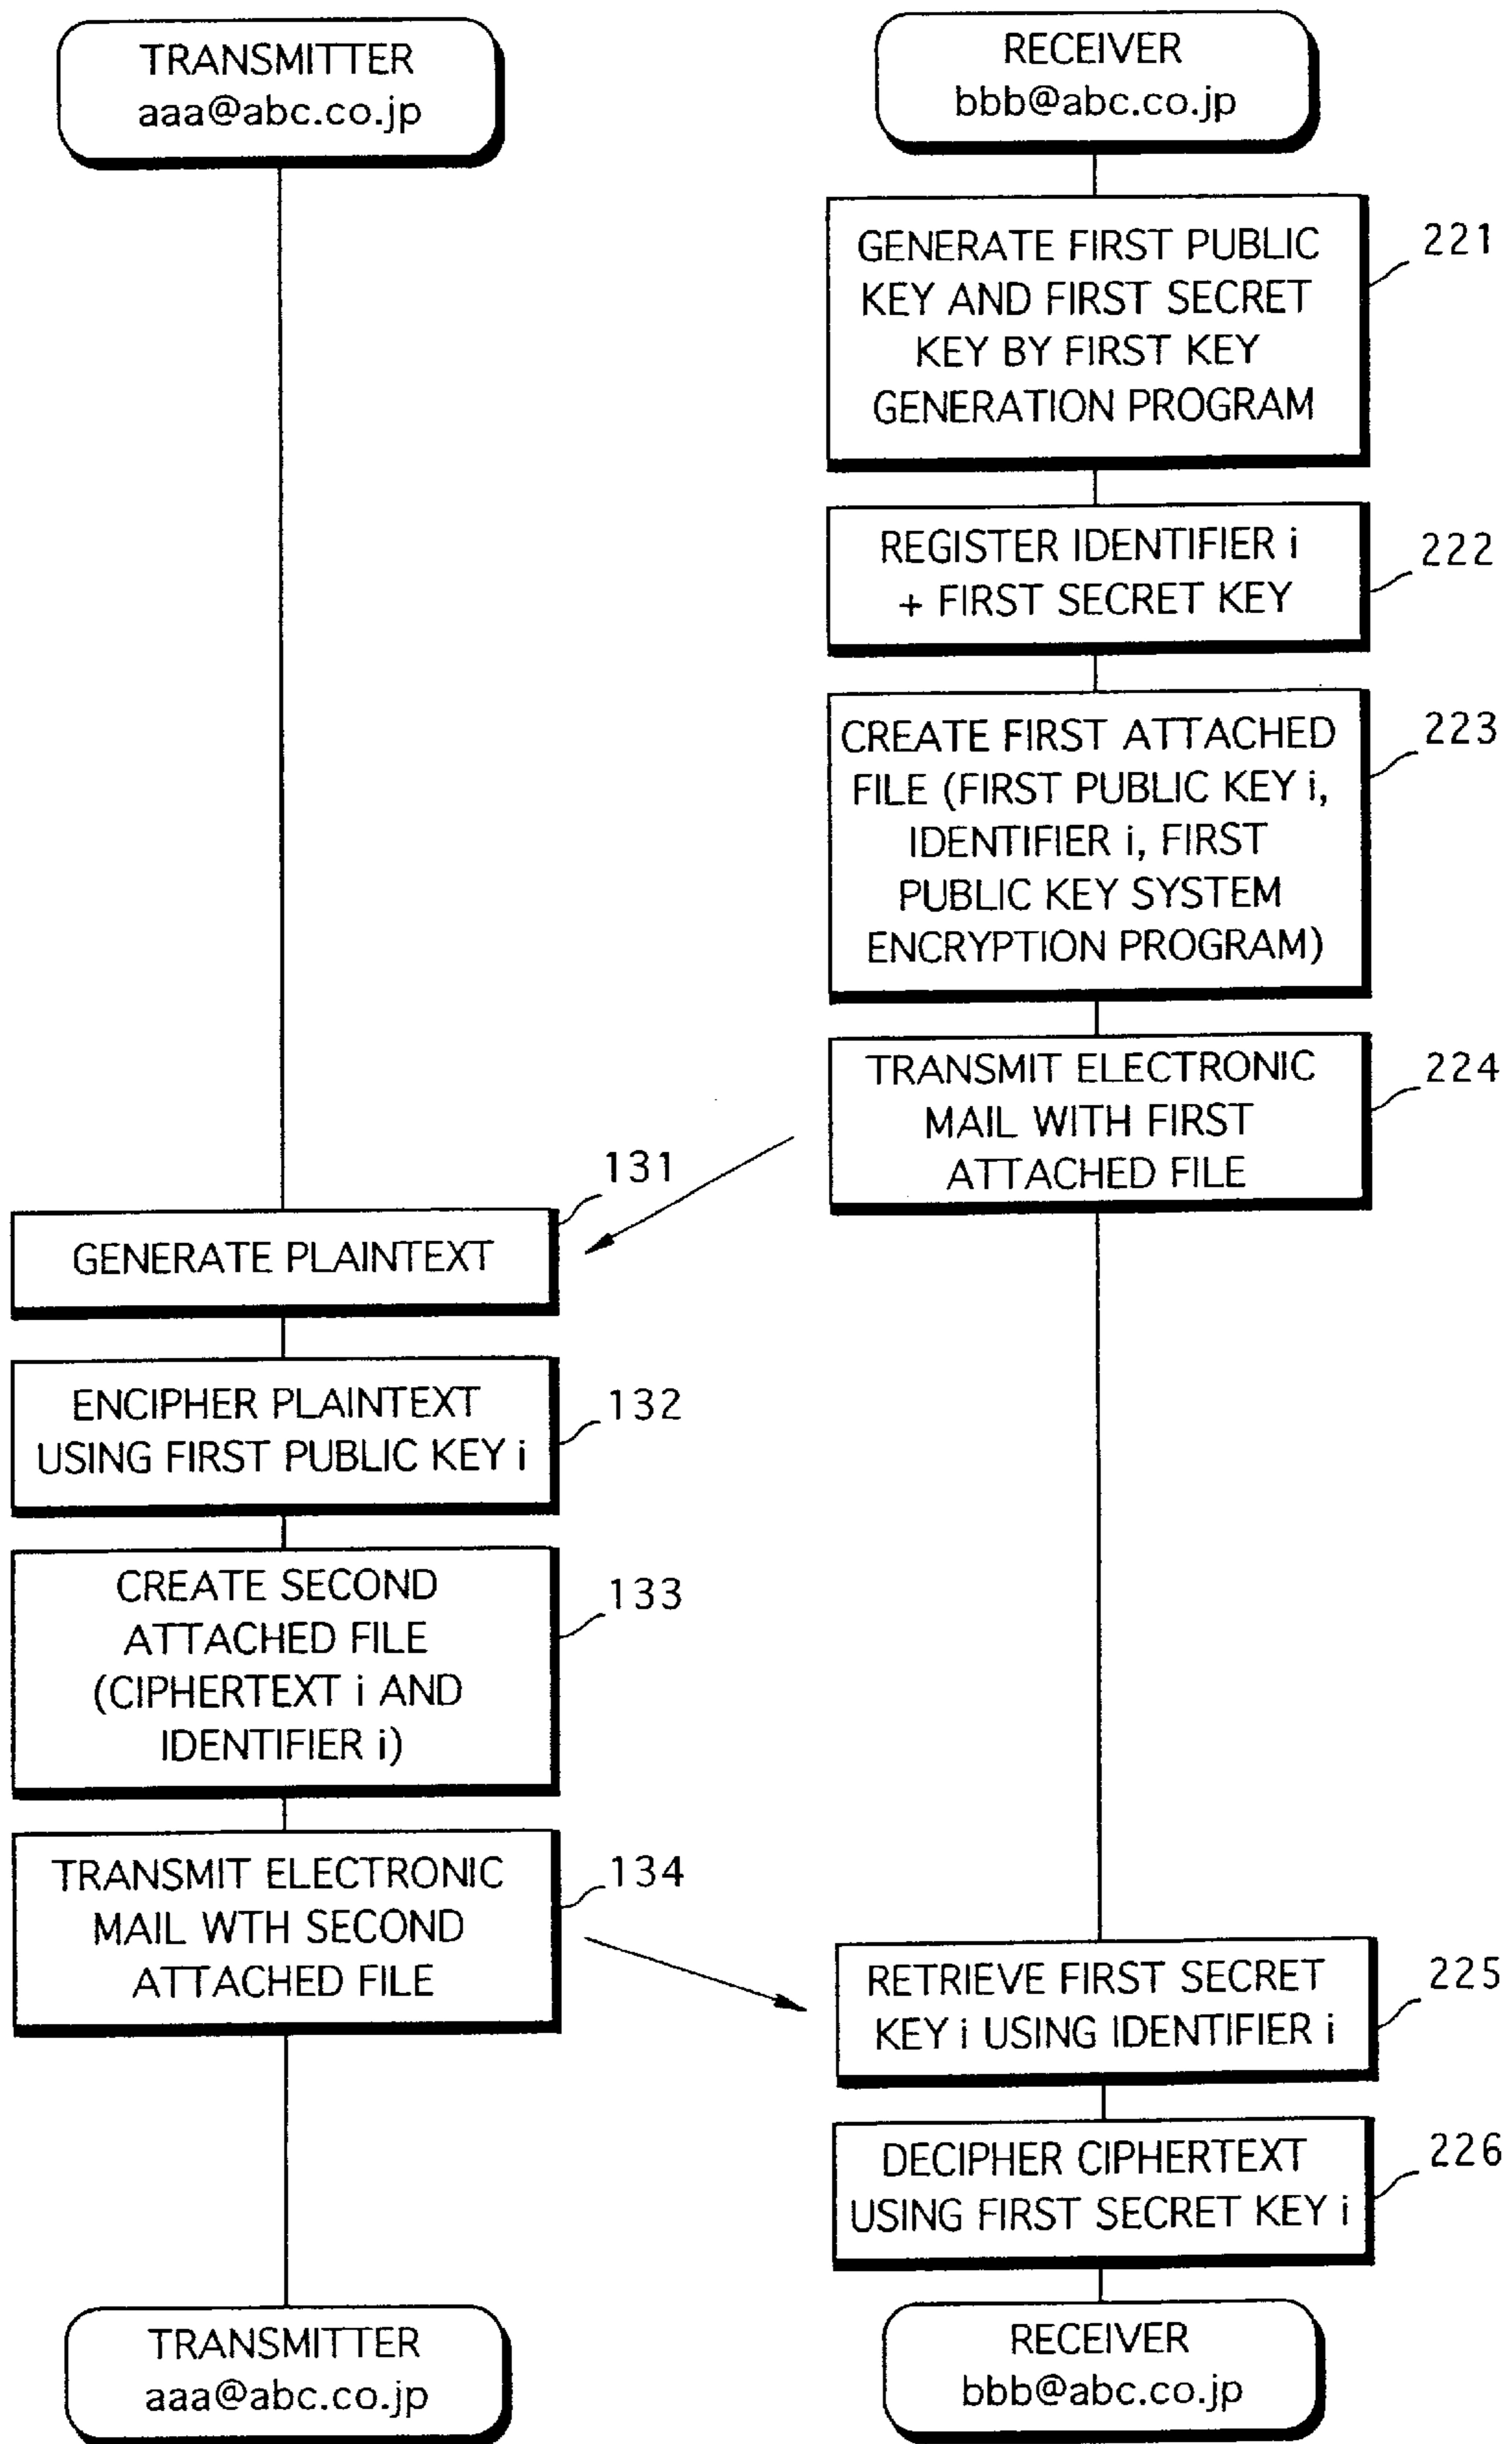 TRANSMITTER
aaa@abc.co.jp
RECEIVER
bbb@abc.co.jp
GENERATE FIRST PUBLIC
KEY AND FIRST SECRET
KEY BY FIRST KEY
GENERATION PROGRAM
221
REGISTER IDENTIFIER i
+ FIRST SECRET KEY
222
CREATE FIRST ATTACHED
FILE (FIRST PUBLIC KEY i,
IDENTIFIER i, FIRST
PUBLIC KEY SYSTEM
ENCRYPTION PROGRAM)
223
TRANSMIT ELECTRONIC
MAIL WITH FIRST
ATTACHED FILE
224
GENERATE PLAINTEXT
131
ENCIPHER PLAINTEXT
USING FIRST PUBLIC KEY i
132
CREATE SECOND
ATTACHED FILE
(CIPHERTEXT i AND
IDENTIFIER i)
133
TRANSMIT ELECTRONIC
MAIL WTH SECOND
ATTACHED FILE
134
RETRIEVE FIRST SECRET
KEY i USING IDENTIFIER i
225
DECIPHER CIPHERTEXT
USING FIRST SECRET KEY i
226
TRANSMITTER
aaa@abc.co.jp
RECEIVER
bbb@abc.co.jp